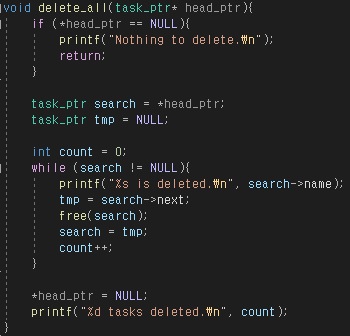 void delete_all(task_ptr* head_ptr){
if (*head_ptr == NULL){
printf("Nothing to delete.₩n");
return;
}
task_ptr search = *head_ptr;
task_ptr tmp = NULL;
int count = 0;
while (search != NULL){
printf("%s is deleted.₩n", search->name);
tmp = search->next;
free(search);
search = tmp;
count++;
}
*head_ptr = NULL;
printf("%d tasks deleted.₩n", count);
}